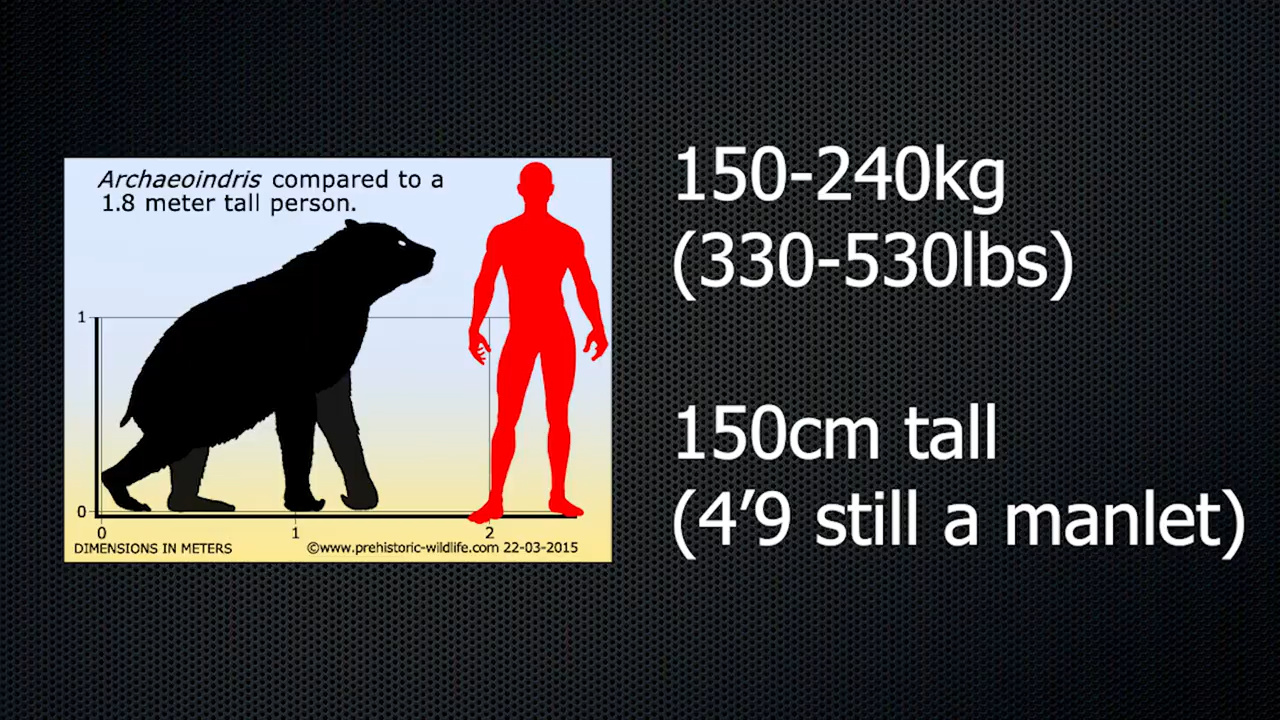 Archaeoindris compared to a
1.8 meter tall person.
1
0
0 1 2
DIMENSIONS IN METERS ©www.prehistoric-wildlife.com 22-03-2015
150-240kg
(330-530lbs)
150cm tall
(4’9 still a manlet)